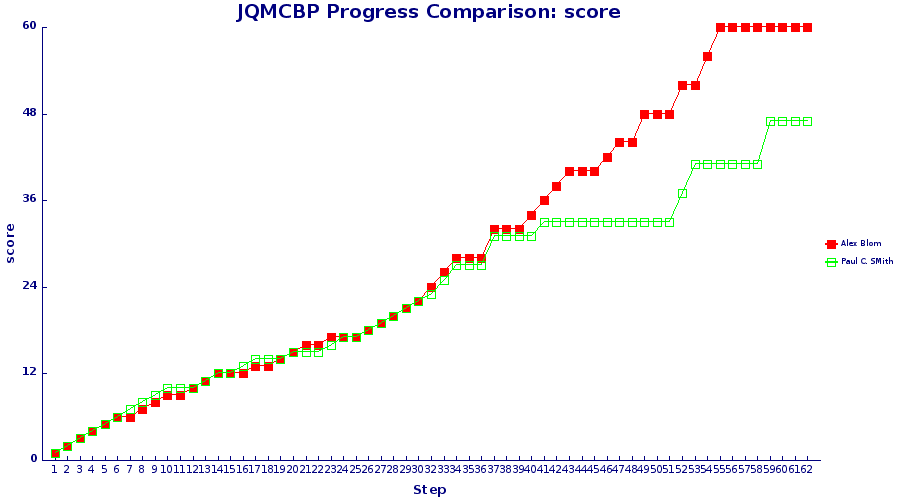 JQMCBP Progress Comparison: score
60
48
36
24
12
0
score
1 2 3 4 5 6 7 8 9 10 11 12 13 14 15 16 17 18 19 20 21 22 23 24 25 26 27 28 29 30 31 32 33 34 35 36 37 38 39 40 41 42 43 44 45 46 47 48 49 50 51 52 53 54 55 56 57 58 59 60 61 62
Step
Alex Blom
Paul C. SMith